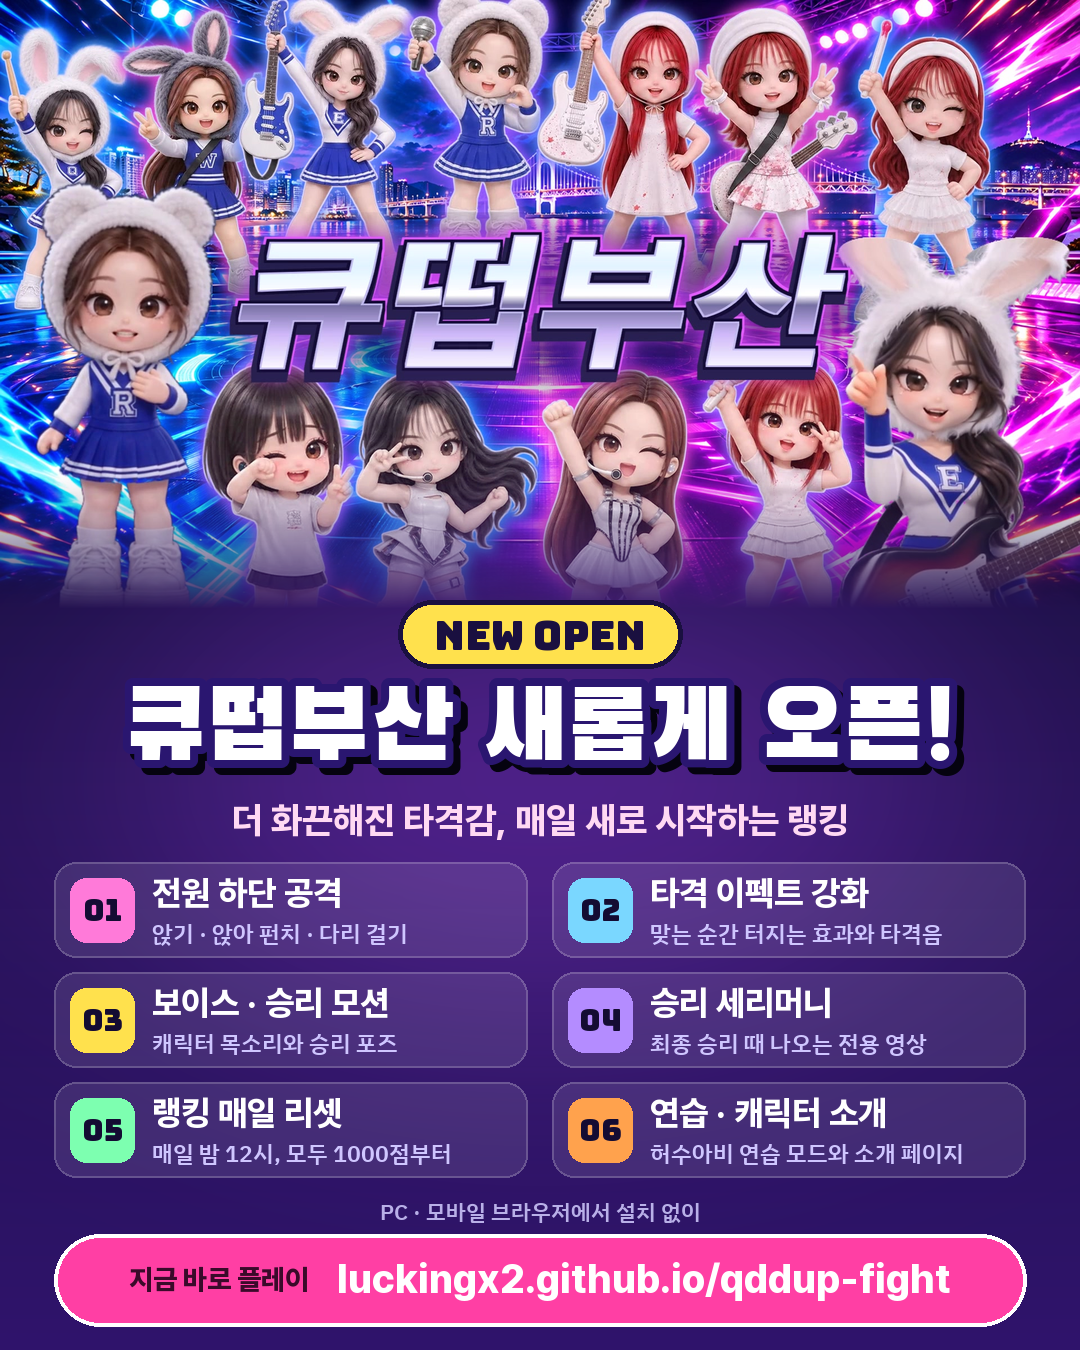 W
E
R
큐떱부산
R
E
NEW OPEN
큐떱부산 새롭게 오픈!
더 화끈해진 타격감, 매일 새로 시작하는 랭킹
01 전원 하단 공격
앉기 · 앉아 펀치 · 다리 걸기
02 타격 이펙트 강화
맞는 순간 터지는 효과와 타격음
03 보이스 · 승리 모션
캐릭터 목소리와 승리 포즈
04 승리 세리머니
최종 승리 때 나오는 전용 영상
05 랭킹 매일 리셋
매일 밤 12시, 모두 1000점부터
06 연습 · 캐릭터 소개
허수아비 연습 모드와 소개 페이지
PC · 모바일 브라우저에서 설치 없이
지금 바로 플레이 luckingx2.github.io/qddup-fight